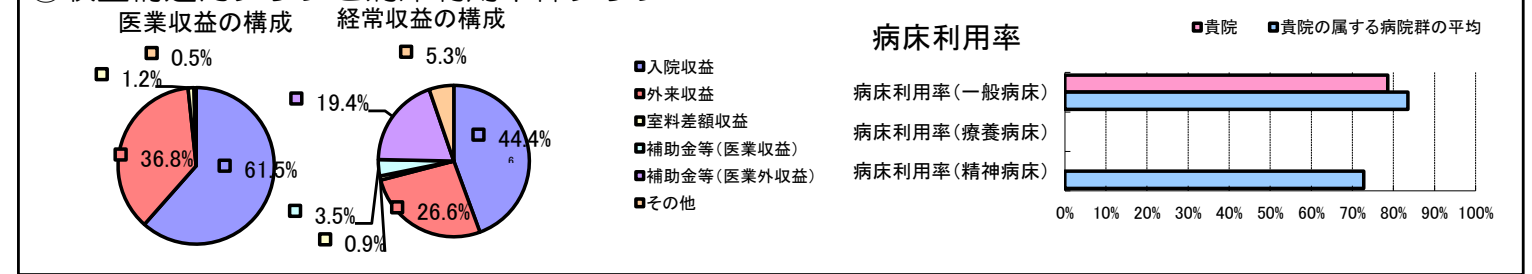 医業収益の構成
経常収益の構成
0.5%
1.2%
36.8%
61.5%
5.3%
19.4%
44.4%
26.6%
3.5%
0.9%
入院収益
外来収益
室料差額収益
補助金等(医業収益)
補助金等(医業外収益)
その他
病床利用率
貴院 貴院の属する病院群の平均
病床利用率(一般病床)
病床利用率(療養病床)
病床利用率(精神病床)
0% 10% 20% 30% 40% 50% 60% 70% 80% 90% 100%